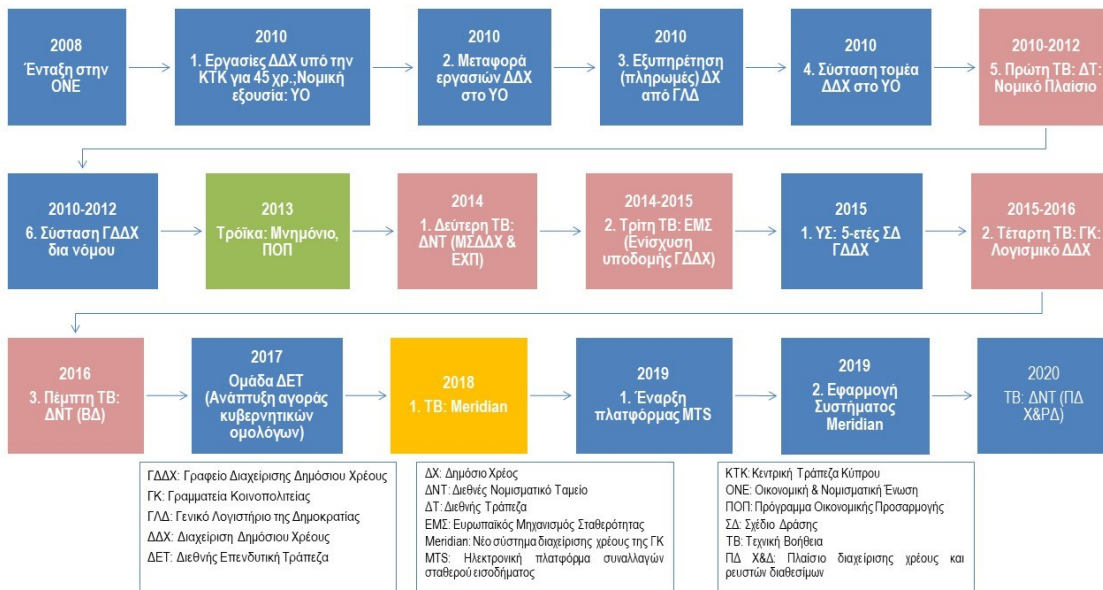 2008
Ένταξη στην
ΟΝΕ
2010
1. Εργασίες ΔΔΧ υπό την
ΚΤΚ για 45 χρ.;Νομική
εξουσία: ΥΟ
2010
2. Μεταφορά
εργασιών ΔΔΧ
στο ΥΟ
2010
3. Εξυπηρέτηση
(πληρωμές) ΔΧ
από ΓΛΔ
2010
4. Σύσταση τομέα
ΔΔΧ στο ΥΟ
2010-2012
5. Πρώτη ΤΒ: ΔΤ:
Νομικό Πλαίσιο
2010-2012
6. Σύσταση ΓΔΔΧ
δια νόμου
2013
Τρόϊκα: Μνημόνιο,
ΠΟΠ
2014
1. Δεύτερη ΤΒ:
ΔΝΤ (ΜΣΔΔΧ &
ΕΧΠ)
2014-2015
2. Τρίτη ΤΒ: ΕΜΣ
(Ενίσχυση
υποδομής ΓΔΔΧ)
2015
1. ΥΣ: 5-ετές ΣΔ
ΓΔΔΧ
2015-2016
2. Τέταρτη ΤΒ: ΓΚ:
Λογισμικό ΔΔΧ
2016
3. Πέμπτη ΤΒ:
ΔΝΤ (ΒΔ)
2017
Ομάδα ΔΕΤ
(Ανάπτυξη αγοράς
κυβερνητικών
ομολόγων)
2018
1. ΤΒ: Meridian
2019
1. Έναρξη
πλατφόρμας MTS
2019
2. Εφαρμογή
Συστήματος
Meridian
2020
ΤΒ: ΔΝΤ (ΠΔ
Χ&ΡΔ)
ΓΔΔΧ: Γραφείο Διαχείρισης Δημόσιου Χρέους
ΓΚ: Γραμματεία Κοινοπολιτείας
ΓΛΔ: Γενικό Λογιστήριο της Δημοκρατίας
ΔΔΧ: Διαχείριση Δημόσιου Χρέους
ΔΕΤ: Διεθνής Επενδυτική Τράπεζα
ΔΧ: Δημόσιο Χρέος
ΔΝΤ: Διεθνές Νομισματικό Ταμείο
ΔΤ: Διεθνής Τράπεζα
ΕΜΣ: Ευρωπαϊκός Μηχανισμός Σταθερότητας
Meridian: Νέο σύστημα διαχείρισης χρέους της ΓΚ
MTS: Ηλεκτρονική πλατφόρμα συναλλαγών
σταθερού εισοδήματος
ΚΤΚ: Κεντρική Τράπεζα Κύπρου
ΟΝΕ: Οικονομική & Νομισματική Ένωση
ΠΟΠ: Πρόγραμμα Οικονομικής Προσαρμογής
ΣΔ: Σχέδιο Δράσης
ΤΒ: Τεχνική Βοήθεια
ΠΔ Χ&Δ: Πλαίσιο διαχείρισης χρέους και
ρευστών διαθεσίμων